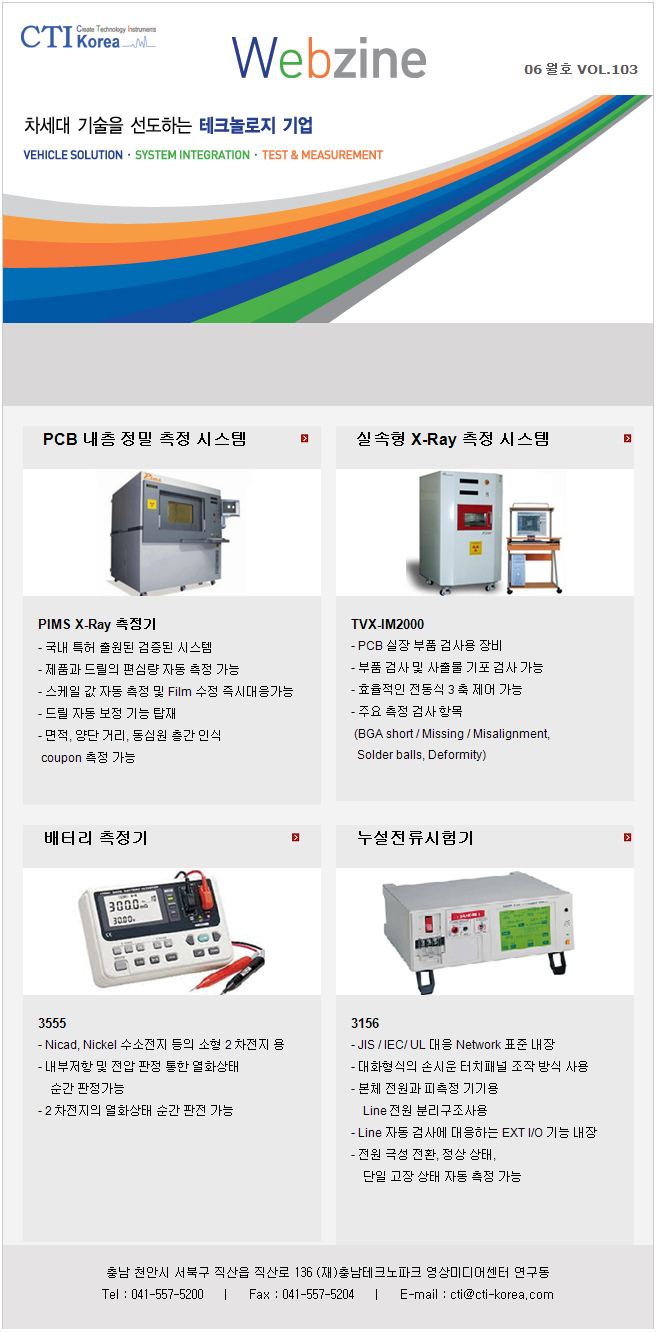 CTI Create Technology Instruments
Korea
Webzine
06 월호 VOL.103
차세대 기술을 선도하는 테크놀로지 기업
VEHICLE SOLUTION · SYSTEM INTEGRATION · TEST & MEASUREMENT
PCB 내층 정밀 측정 시스템
PIMS X-Ray 측정기
- 국내 특허 출원된 검증된 시스템
- 제품과 드릴의 편심량 자동 측정 가능
- 스케일 값 자동 측정 및 Film 수정 즉시대응가능
- 드릴 자동 보정 기능 탑재
- 면적, 양단 거리, 동심원 층간 인식
coupon 측정 가능
실속형 X-Ray 측정 시스템
TVX-IM2000
- PCB 실장 부품 검사용 장비
- 부품 검사 및 사출물 기포 검사 가능
- 효율적인 전동식 3 축 제어 가능
- 주요 측정 검사 항목
(BGA short / Missing / Misalignment,
Solder balls, Deformity)
배터리 측정기
300.0
30.00
3555
- Nicad, Nickel 수소전지 등의 소형 2 차전지 용
- 내부저항 및 전압 판정 통한 열화상태
순간 판정가능
- 2 차전지의 열화상태 순간 판전 가능
누설전류시험기
3156
- JIS / IEC/ UL 대응 Network 표준 내장
- 대화형식의 손시운 터치패널 조작 방식 사용
- 본체 전원과 피측정 기기용
Line 전원 분리구조사용
- Line 자동 검사에 대응하는 EXT I/O 기능 내장
- 전원 극성 전환, 정상 상태,
단일 고장 상태 자동 측정 가능
충남 천안시 서북구 직산읍 직산로 136 (재)충남테크노파크 영상미디어센터 연구동
Tel : 041-557-5200 | Fax : 041-557-5204 | E-mail : cti@cti-korea.com